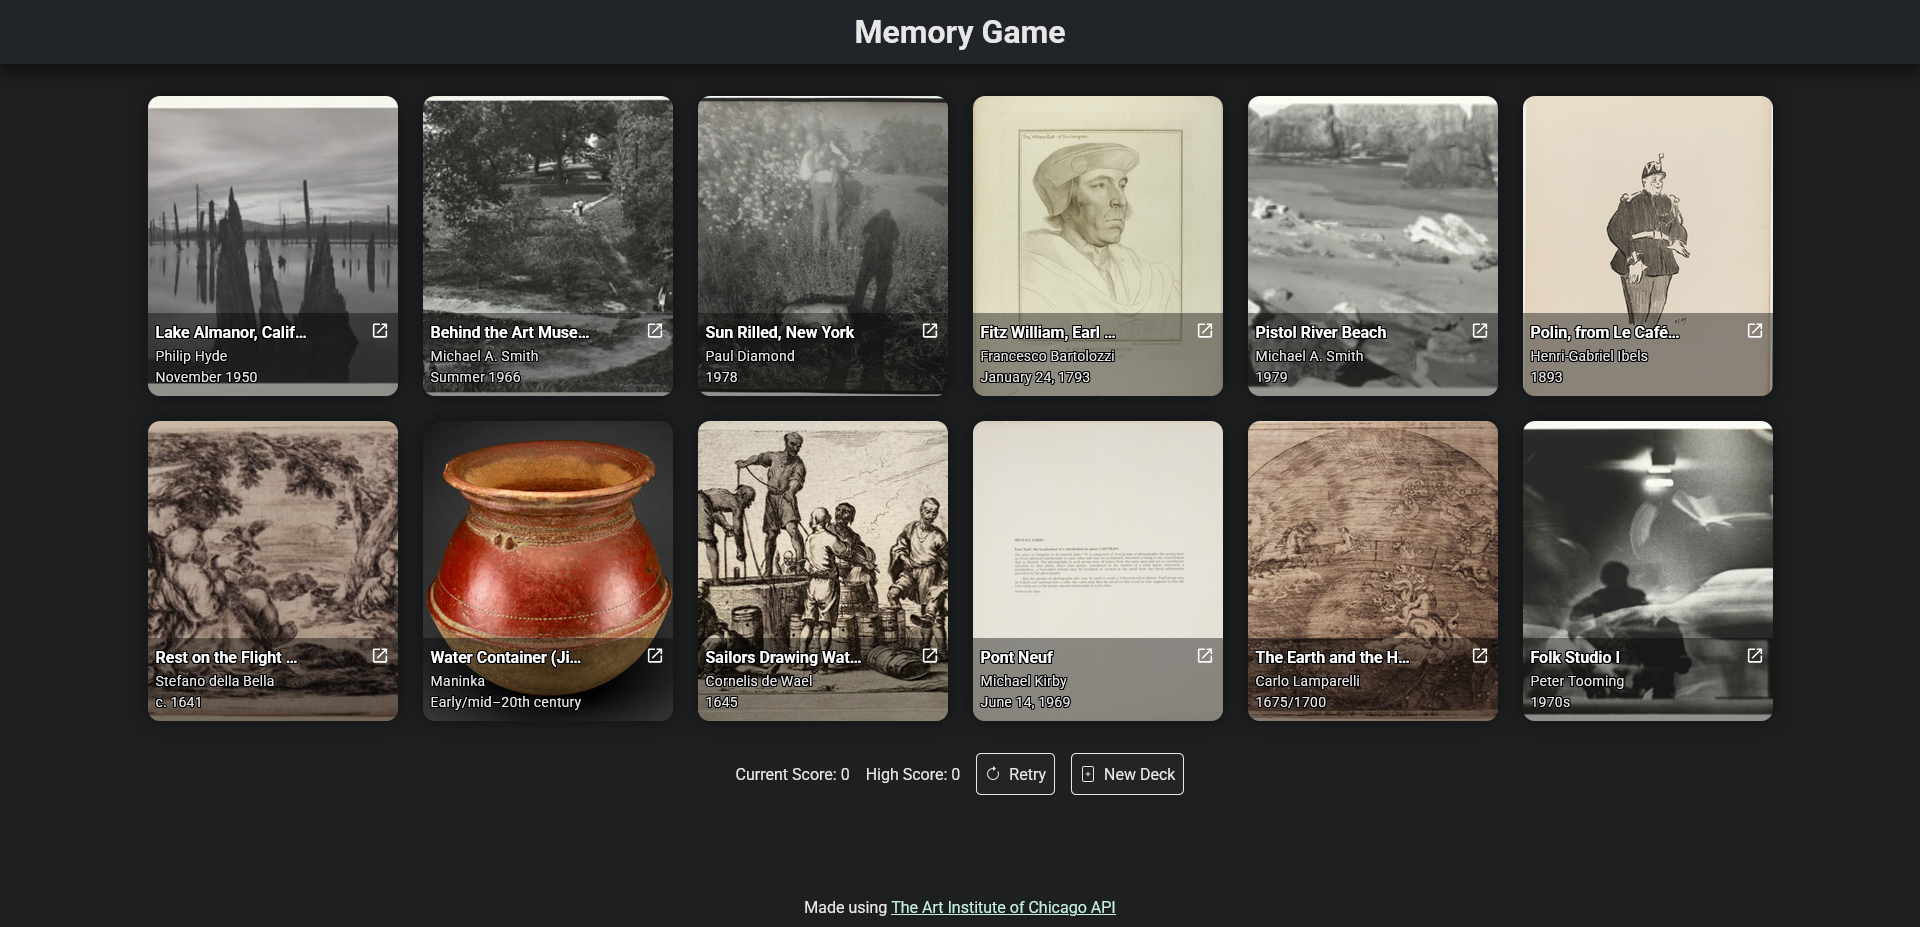 Memory Game
Lake Almanor, Calif...
Philip Hyde
November 1950
Behind the Art Muse...
Michael A. Smith
Summer 1966
Sun Rilled, New York
Paul Diamond
1978
Fitz William, Earl ...
Francesco Bartolozzi
January 24, 1793
Pistol River Beach
Michael A. Smith
1979
Polin, from Le Café...
Henri-Gabriel Ibels
1893
Rest on the Flight ...
Stefano della Bella
c. 1641
Water Container (Ji...
Maninka
Early/mid–20th century
Sailors Drawing Wat...
Cornelis de Wael
1645
MICHAEL KIRBY
Pont Neuf
Michael Kirby
June 14, 1969
The Earth and the H...
Carlo Lamparelli
1675/1700
Folk Studio I
Peter Tooming
1970s
Current Score: 0 High Score: 0 Retry New Deck
Made using The Art Institute of Chicago API